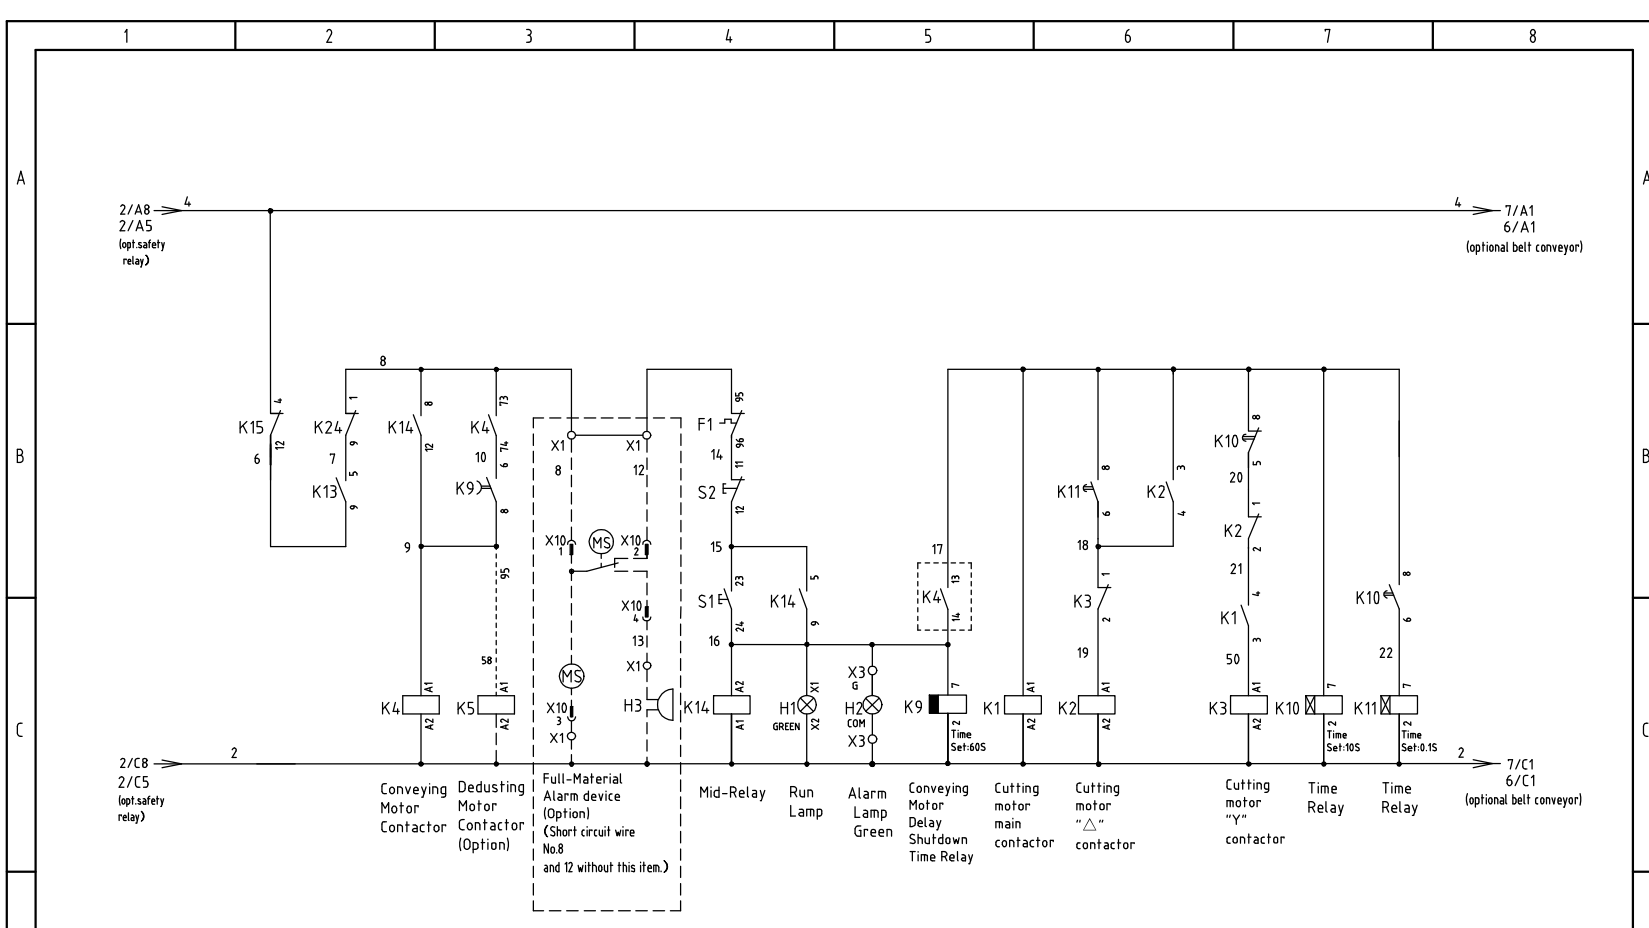 1 2 3 4 5 6 7 8
A A
2/A8 4 4 7/A1
2/A5 6/A1
(opt.safety (optional belt conveyor)
relay)
8
4 1 8 73 95
K15 K24 K14 K4 F1
12 9 12 74 96
X1 X1
B B
6 7 10 8 12 14
5 6 11
K13 K9 S2
9 8 12
8 K10 5
20
8 3
K11 K2
6 4
1 K2 2
9 X10 1 MS X10 2 15 17 18
95
21
23 5 13 1 4 8
S1 K14 K4 K3 K1 K10
24 9 14 2 3 6
X10
4
13
16
58 X1 19 50 22
MS X3
G
A1 A1 A2 X1 7 A1 A1 A1 7 7
K4 K5 X10 H3 K14 H1 H2 K9 K1 K2 K3 K10 K11
3 GREEN COM
A2 A2 A1 X2 2 A2 A2 A2 2 2
X1 X3
Time
Set:60S
Time
Set:10S
Time
Set:0.1S
C C
2/C8 2 2 7/C1
2/C5 6/C1
(opt.safety (optional belt conveyor)
relay)
Conveying
Motor
Contactor
Dedusting
Motor
Contactor
(Option)
Full-Material
Alarm device
(Option)
(Short circuit wire
No.8
and 12 without this item.)
Mid-Relay
Run
Lamp
Alarm
Lamp
Green
Conveying
Motor
Delay
Shutdown
Time Relay
Cutting
motor
main
contactor
Cutting
motor
"△"
contactor
Cutting
motor
"Y"
contactor
Time
Relay
Time
Relay